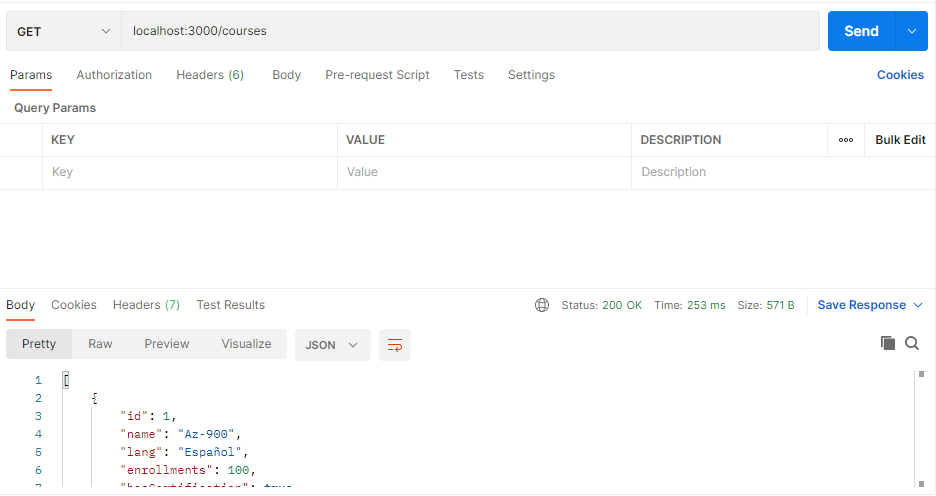 GET localhost:3000/courses Send
Params Authorization Headers (6) Body Pre-request Script Tests Settings Cookies
Query Params
KEY VALUE DESCRIPTION ooo Bulk Edit
Key Value Description
Body Cookies Headers (7) Test Results Status: 200 OK Time: 253 ms Size: 571 B Save Response
Pretty Raw Preview Visualize JSON
1 [
2 {
3 "id": 1,
4 "name": "Az-900",
5 "lang": "Español",
6 "enrollments": 100,
7 "hasCertification": true